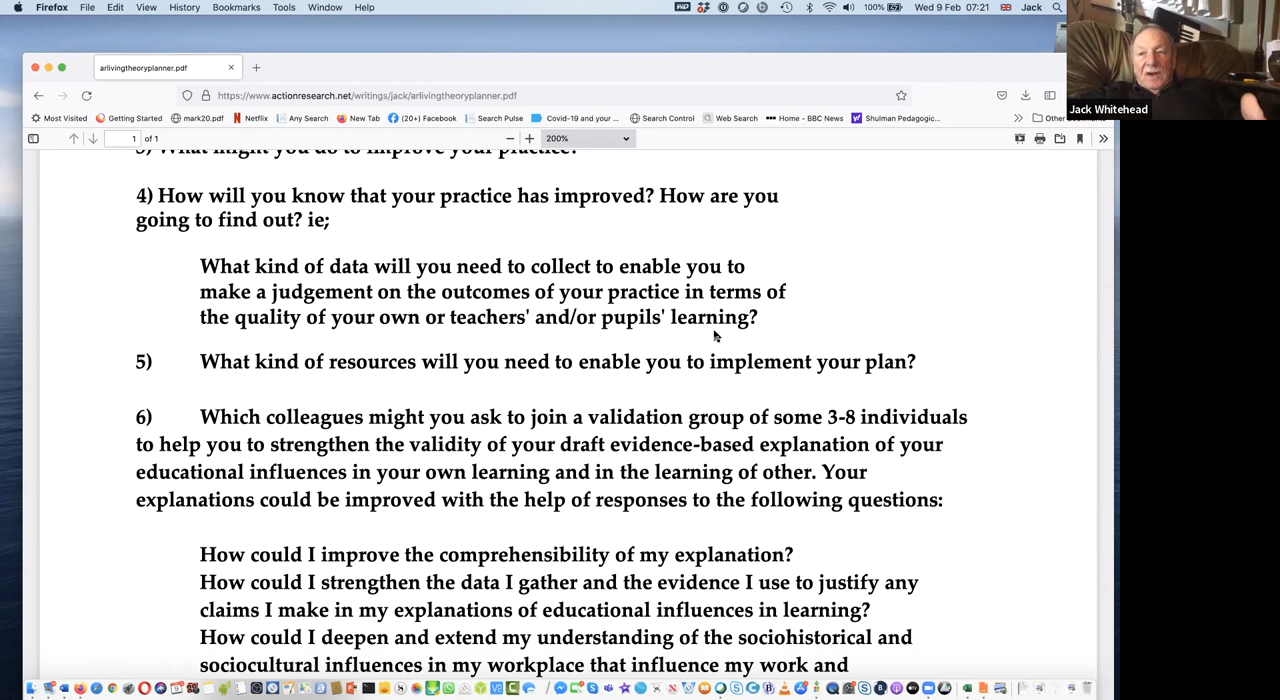 Firefox File Edit View History Bookmarks Tools Window Help 100% Wed 9 Feb 07:21 Jack
arlivingtheoryplanner.pdf
https://www.actionresearch.net/writings/jack/arlivingtheoryplanner.pdf
Jack Whitehead
Most Visited Getting Started mark20.pdf Netflix Any Search New Tab (20+) Facebook Search Pulse Covid-19 and your ... Search Control Web Search Home - BBC News Shulman Pedagogic... Other
1 of 1 200%
3) What might you do to improve your practice?
4) How will you know that your practice has improved? How are you
going to find out? ie;
What kind of data will you need to collect to enable you to
make a judgement on the outcomes of your practice in terms of
the quality of your own or teachers' and/or pupils' learning?
5) What kind of resources will you need to enable you to implement your plan?
6) Which colleagues might you ask to join a validation group of some 3-8 individuals
to help you to strengthen the validity of your draft evidence-based explanation of your
educational influences in your own learning and in the learning of other. Your
explanations could be improved with the help of responses to the following questions:
How could I improve the comprehensibility of my explanation?
How could I strengthen the data I gather and the evidence I use to justify any
claims I make in my explanations of educational influences in learning?
How could I deepen and extend my understanding of the sociohistorical and
sociocultural influences in my workplace that influence my work and